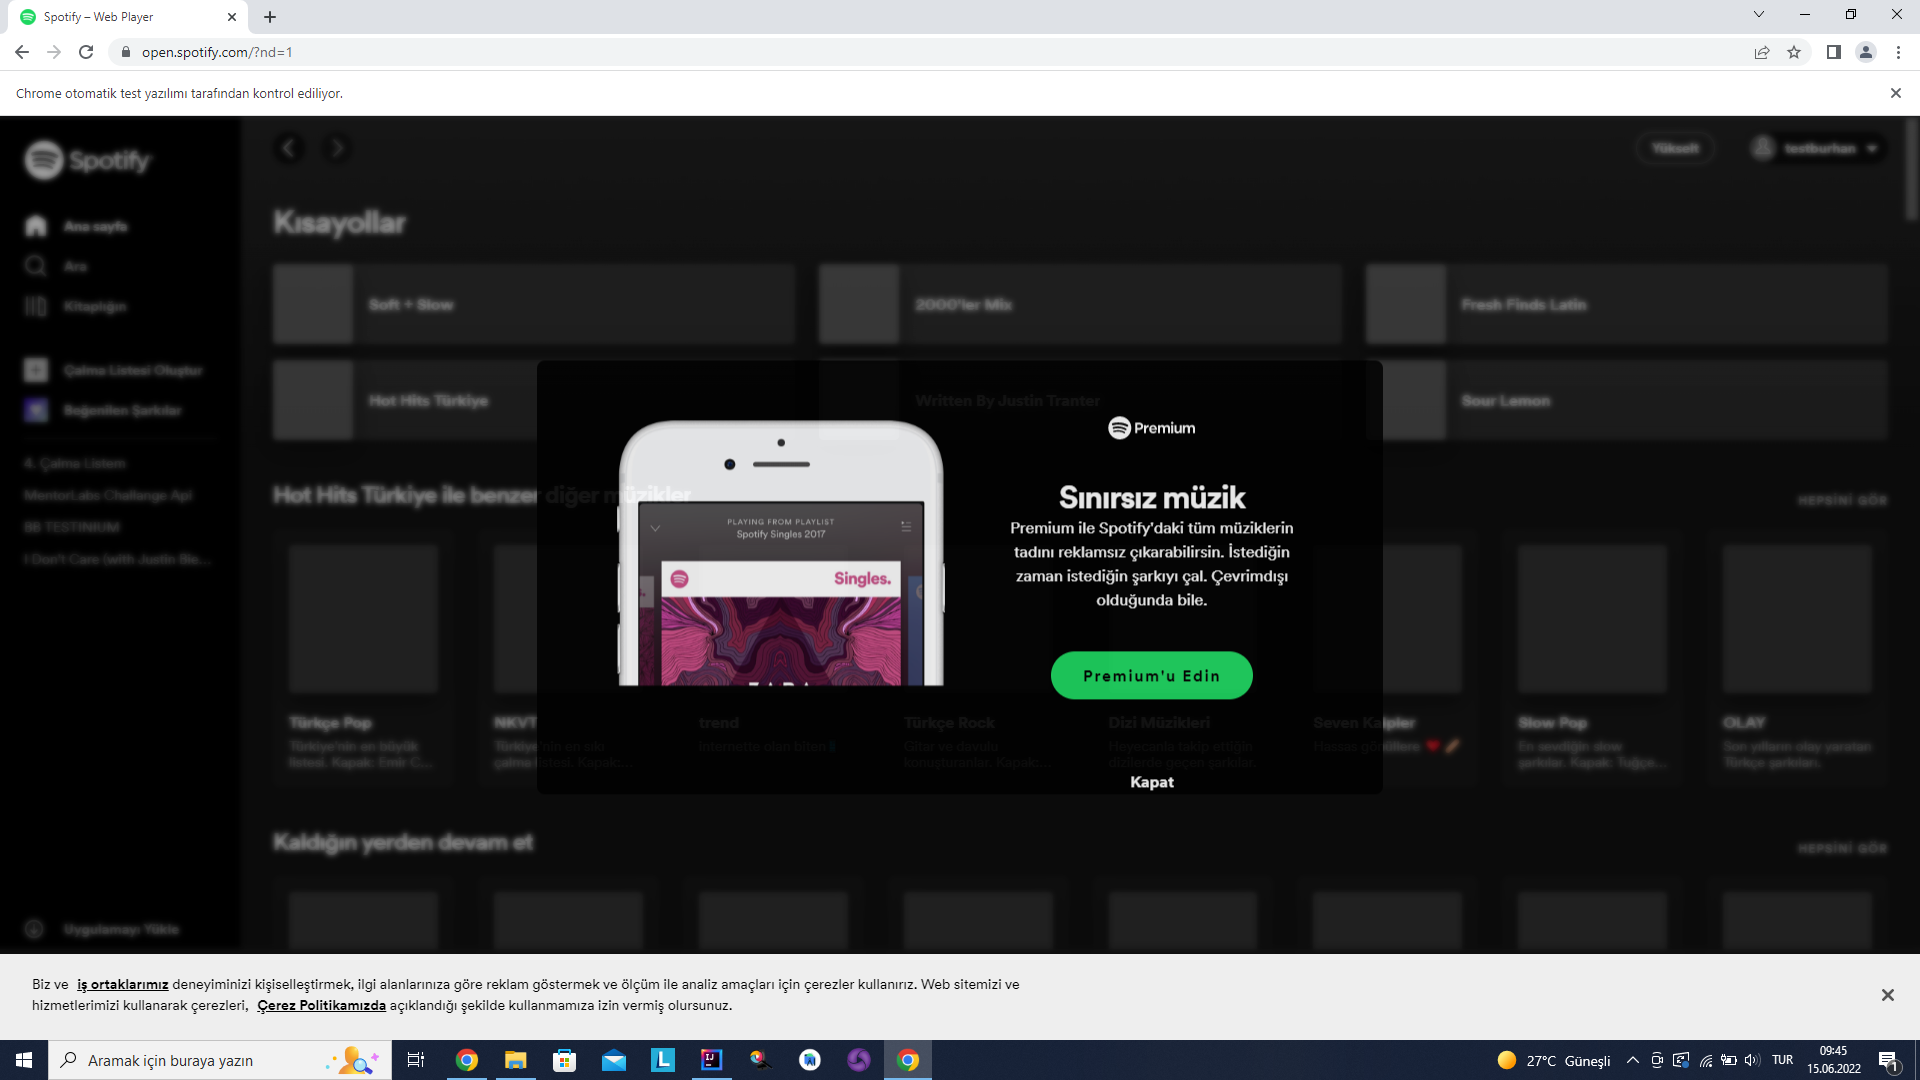 Spotify – Web Player
open.spotify.com/?nd=1
Chrome otomatik test yazılımı tarafından kontrol ediliyor.
Spotify
Yükselt
testburhan
Ana sayfa
Ara
Kitaplığın
Çalma Listesi Oluştur
Beğenilen Şarkılar
4. Çalma Listem
MentorLabs Challenge Api
BB TESTINIUM
I Don't Care (with Justin Bie...
Uygulamayı Yükle
Kısayollar
Soft + Slow
2000'ler Mix
Fresh Finds Latin
Hot Hits Türkiye
Written By Justin Tranter
Sour Lemon
Hot Hits Türkiye ile benzer diğer müzikler
HEPSİNİ GÖR
PLAYING FROM PLAYLIST
Spotify Singles 2017
Singles.
Premium
Sınırsız müzik
Premium ile Spotify'daki tüm müziklerin
tadını reklamsız çıkarabilirsin. İstediğin
zaman istediğin şarkıyı çal. Çevrimdışı
olduğunda bile.
Premium'u Edin
Kapat
Türkçe Pop
Türkiye'nin en büyük
listesi. Kapak: Emir C...
NKVT
Türkiye'nin en sıkı
çalma listesi. Kapak:...
trend
internette olan biten
Türkçe Rock
Gitar ve davulu
konuşturanlar. Kapak:...
Dizi Müzikleri
Heyecanla takip ettiğin
dizilerde geçen şarkılar.
Seven Kalpler
Hassas gönüllere
Slow Pop
En sevdiğin slow
şarkılar. Kapak: Tuğçe...
OLAY
Son yılların olay yaratan
Türkçe şarkıları.
Kaldığın yerden devam et
HEPSİNİ GÖR
Biz ve iş ortaklarımız deneyiminizi kişiselleştirmek, ilgi alanlarınıza göre reklam göstermek ve ölçüm ile analiz amaçları için çerezler kullanırız. Web sitemizi ve
hizmetlerimizi kullanarak çerezleri, Çerez Politikamızda açıklandığı şekilde kullanmamıza izin vermiş olursunuz.
Aramak için buraya yazın
27°C Güneşli
TUR
09:45
15.06.2022
1